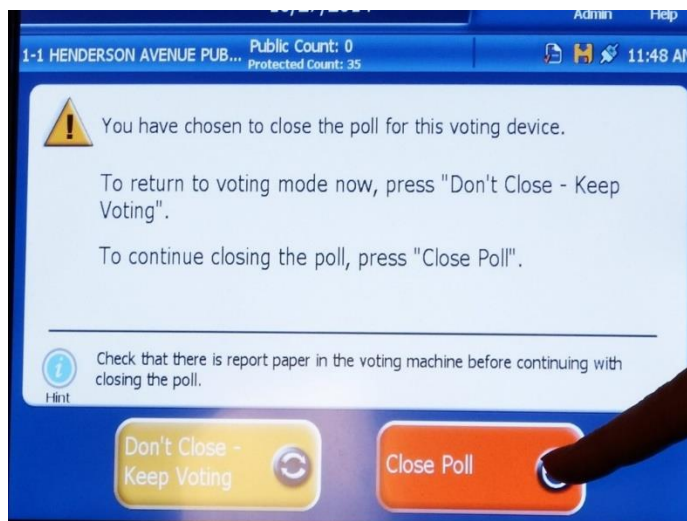 Admin Help
1-1 HENDERSON AVENUE PUB... Public Count: 0
Protected Count: 35
11:48 AM
You have chosen to close the poll for this voting device.
To return to voting mode now, press "Don't Close - Keep
Voting".
To continue closing the poll, press "Close Poll".
Check that there is report paper in the voting machine before continuing with
closing the poll.
Hint
Don't Close -
Keep Voting
Close Poll